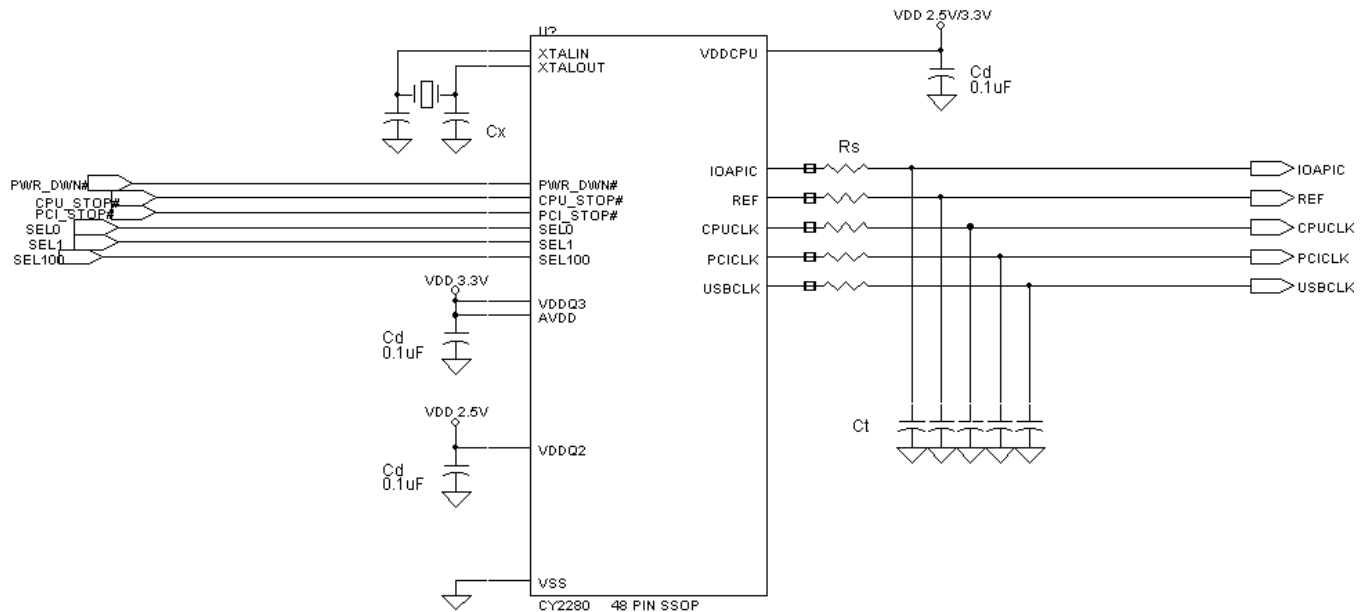 VDD 2.5V/3.3V
U?
XTALIN
XTALOUT
VDDCPU
Cd
0.1uF
Cx
Rs
IOAPIC
IOAPIC
PWR_DWN#
PWR_DWN#
CPU_STOP#
CPU_STOP#
REF
REF
PCI_STOP#
PCI_STOP#
SEL0
SEL0
CPUCLK
CPUCLK
SEL1
SEL1
SEL100
SEL100
PCICLK
PCICLK
VDD 3.3V
USBCLK
USBCLK
VDDQ3
AVDD
Cd
0.1uF
VDD 2.5V
Ct
VDDQ2
Cd
0.1uF
VSS
CY2280 48 PIN SSOP